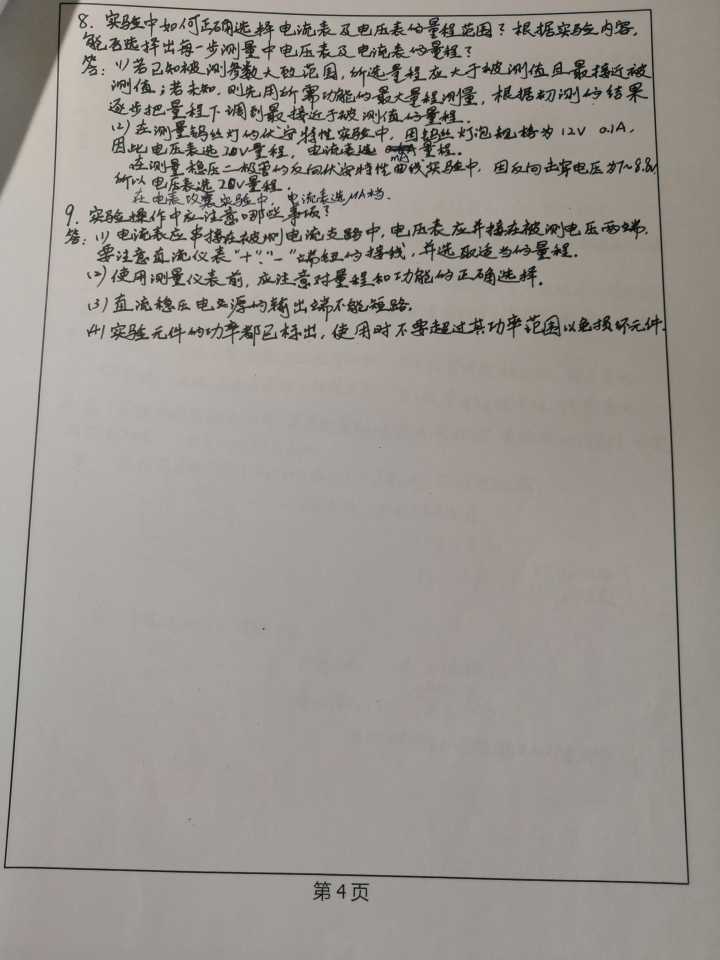 8. 实验中如何正确选择电流表及电压表的量程范围？根据实验内容，
能否选择出每一步测量中电压表及电流表的量程？
答：(1)若已知被测参数大致范围，所选量程应大于被测值且最接近被
测值；若未知，则先用所需功能的最大量程测量，根据初测的结果
逐步把量程下调到最接近于被测值的量程．
(2)在测量钨丝灯的伏安特性实验中，因钨丝灯泡规格为12V 0.1A，
因此电压表选20V量程，电流表选 mA 量程．
在测量稳压二极管的反向伏安特性曲线实验中，因反向击穿电压为7~8.8V
所以电压表选20V量程．
在电表改装实验中，电流表选μA档．
9. 实验操作中应注意哪些事项？
答：(1)电流表应串接在被测电流支路中，电压表应并接在被测电压两端，
要注意直流仪表"+"、"-"端钮的接线，并选取适当的量程．
(2)使用测量仪表前，应注意对量程和功能的正确选择．
(3)直流稳压电源的输出端不能短路．
(4)实验元件的功率都已标出，使用时不要超过其功率范围以免损坏元件．
第4页